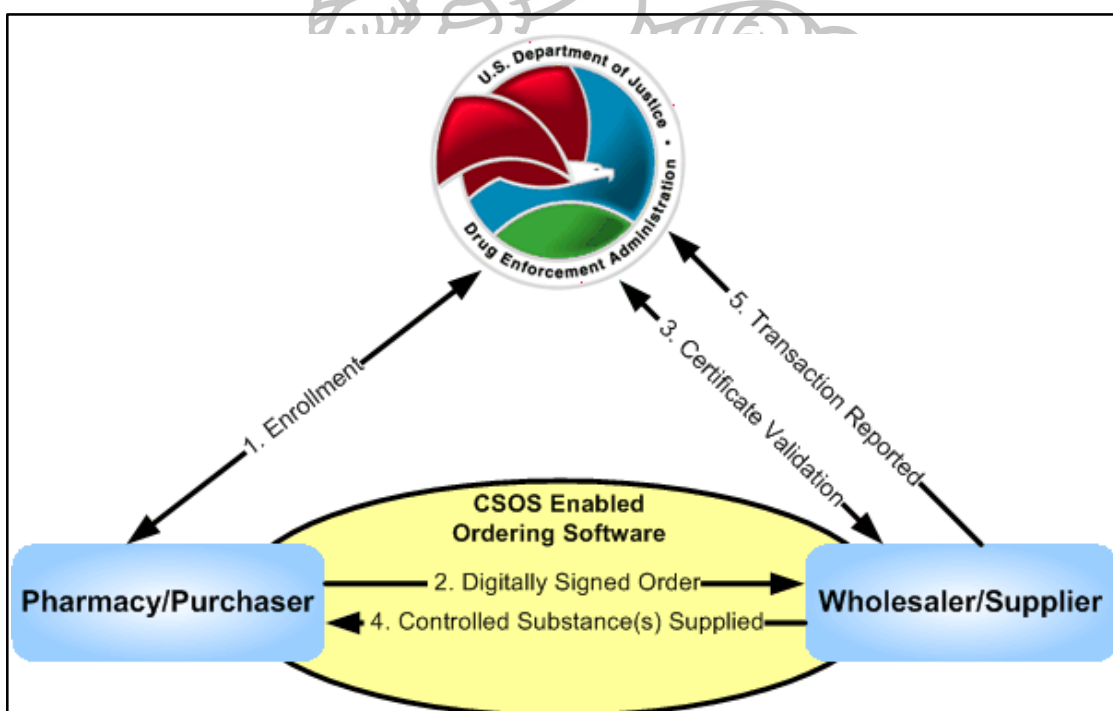 U.S. Department of Justice •
Drug Enforcement Administration
1. Enrollment
3. Certificate Validation
5. Transaction Reported
CSOS Enabled
Ordering Software
Pharmacy/Purchaser
2. Digitally Signed Order
4. Controlled Substance(s) Supplied
Wholesaler/Supplier